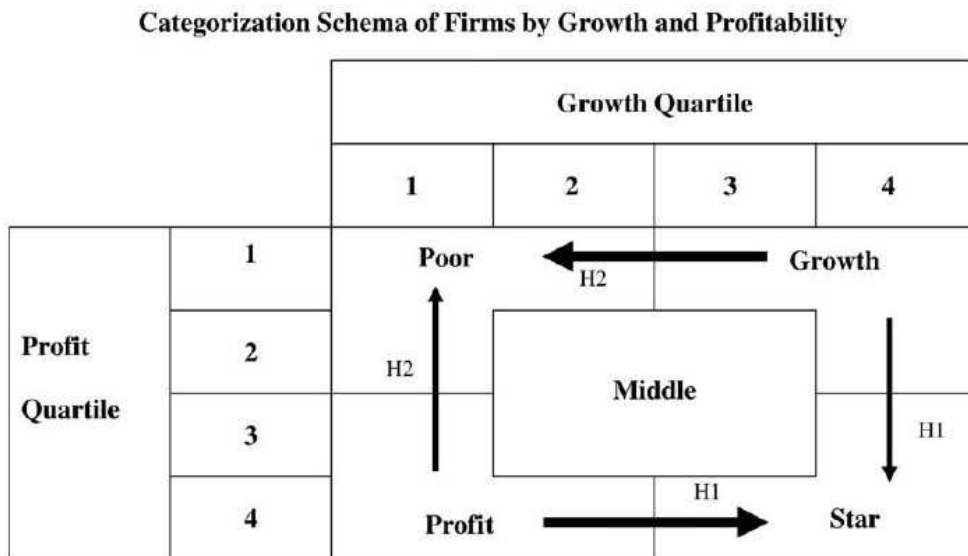 Categorization Schema of Firms by Growth and Profitability
Growth Quartile
1 2 3 4
1 Poor Growth
H2
Profit 2 H2 Middle
Quartile 3 H1
H1
4 Profit Star